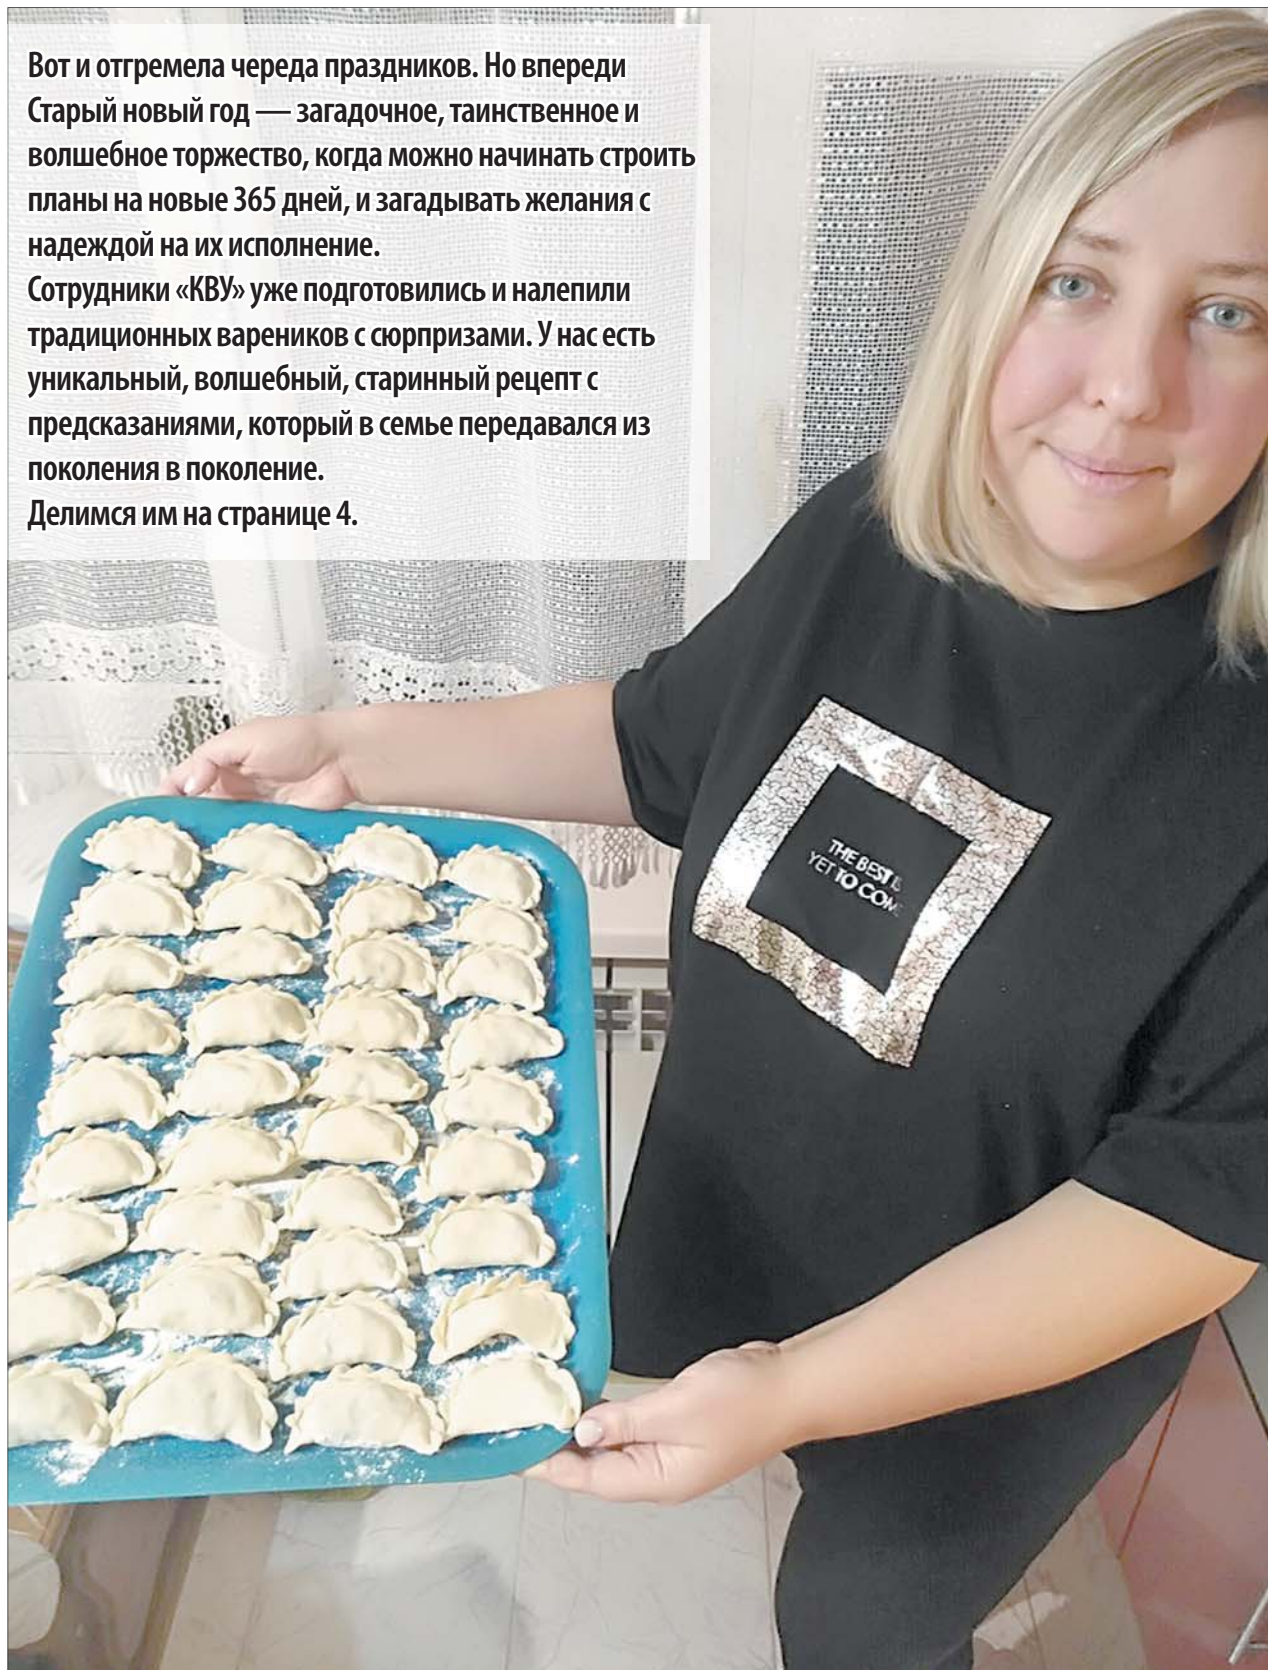 Вот и отгремела череда праздников. Но впереди
Старый новый год — загадочное, таинственное и
волшебное торжество, когда можно начинать строить
планы на новые 365 дней, и загадывать желания с
надеждой на их исполнение.
Сотрудники «КВУ» уже подготовились и налепили
традиционных вареников с сюрпризами. У нас есть
уникальный, волшебный, старинный рецепт с
предсказаниями, который в семье передавался из
поколения в поколение.
Делимся им на странице 4.
THE BEST IS
YET TO COME